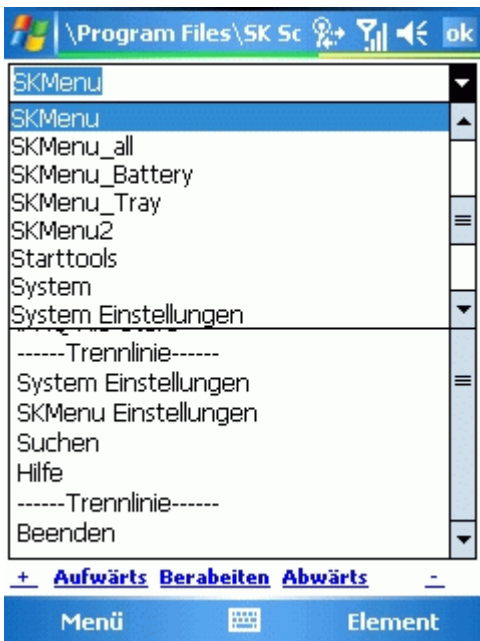 \Program Files\SK Sc ok
SKMenu
SKMenu
SKMenu_all
SKMenu_Battery
SKMenu_Tray
SKMenu2
Starttools
System
System Einstellungen
------Trennlinie------
System Einstellungen
SKMenu Einstellungen
Suchen
Hilfe
------Trennlinie------
Beenden
+ Aufwärts Berabeiten Abwärts -
Menü Element